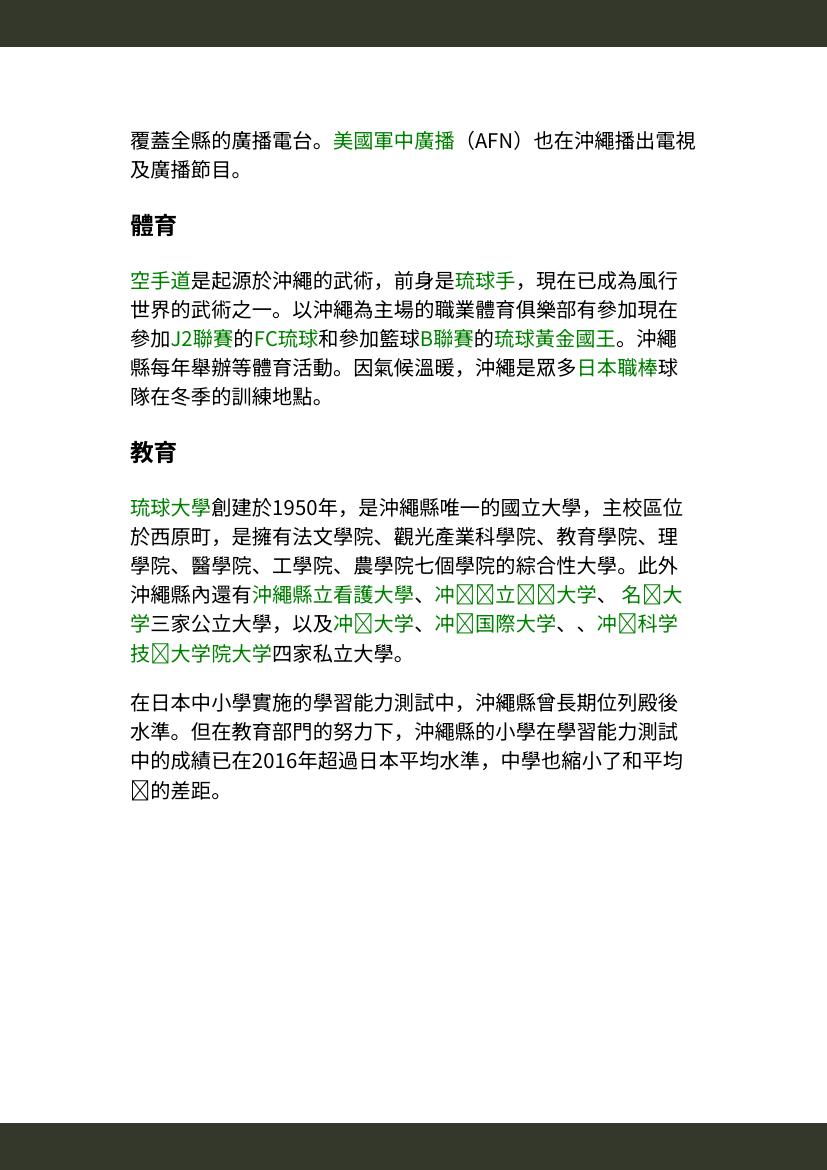 覆蓋全縣的廣播電台。美國軍中廣播（AFN）也在沖繩播出電視
及廣播節目。
體育
空手道是起源於沖繩的武術，前身是琉球手，現在已成為風行
世界的武術之一。以沖繩為主場的職業體育俱樂部有參加現在
參加J2聯賽的FC琉球和參加籃球B聯賽的琉球黃金國王。沖繩
縣每年舉辦等體育活動。因氣候溫暖，沖繩是眾多日本職棒球
隊在冬季的訓練地點。
教育
琉球大學創建於1950年，是沖繩縣唯一的國立大學，主校區位
於西原町，是擁有法文學院、觀光產業科學院、教育學院、理
學院、醫學院、工學院、農學院七個學院的綜合性大學。此外
沖繩縣內還有沖繩縣立看護大學、冲立大学、 名大
学三家公立大學，以及冲大学、冲国際大学、、冲科学
技大学院大学四家私立大學。
在日本中小學實施的學習能力測試中，沖繩縣曾長期位列殿後
水準。但在教育部門的努力下，沖繩縣的小學在學習能力測試
中的成績已在2016年超過日本平均水準，中學也縮小了和平均
的差距。